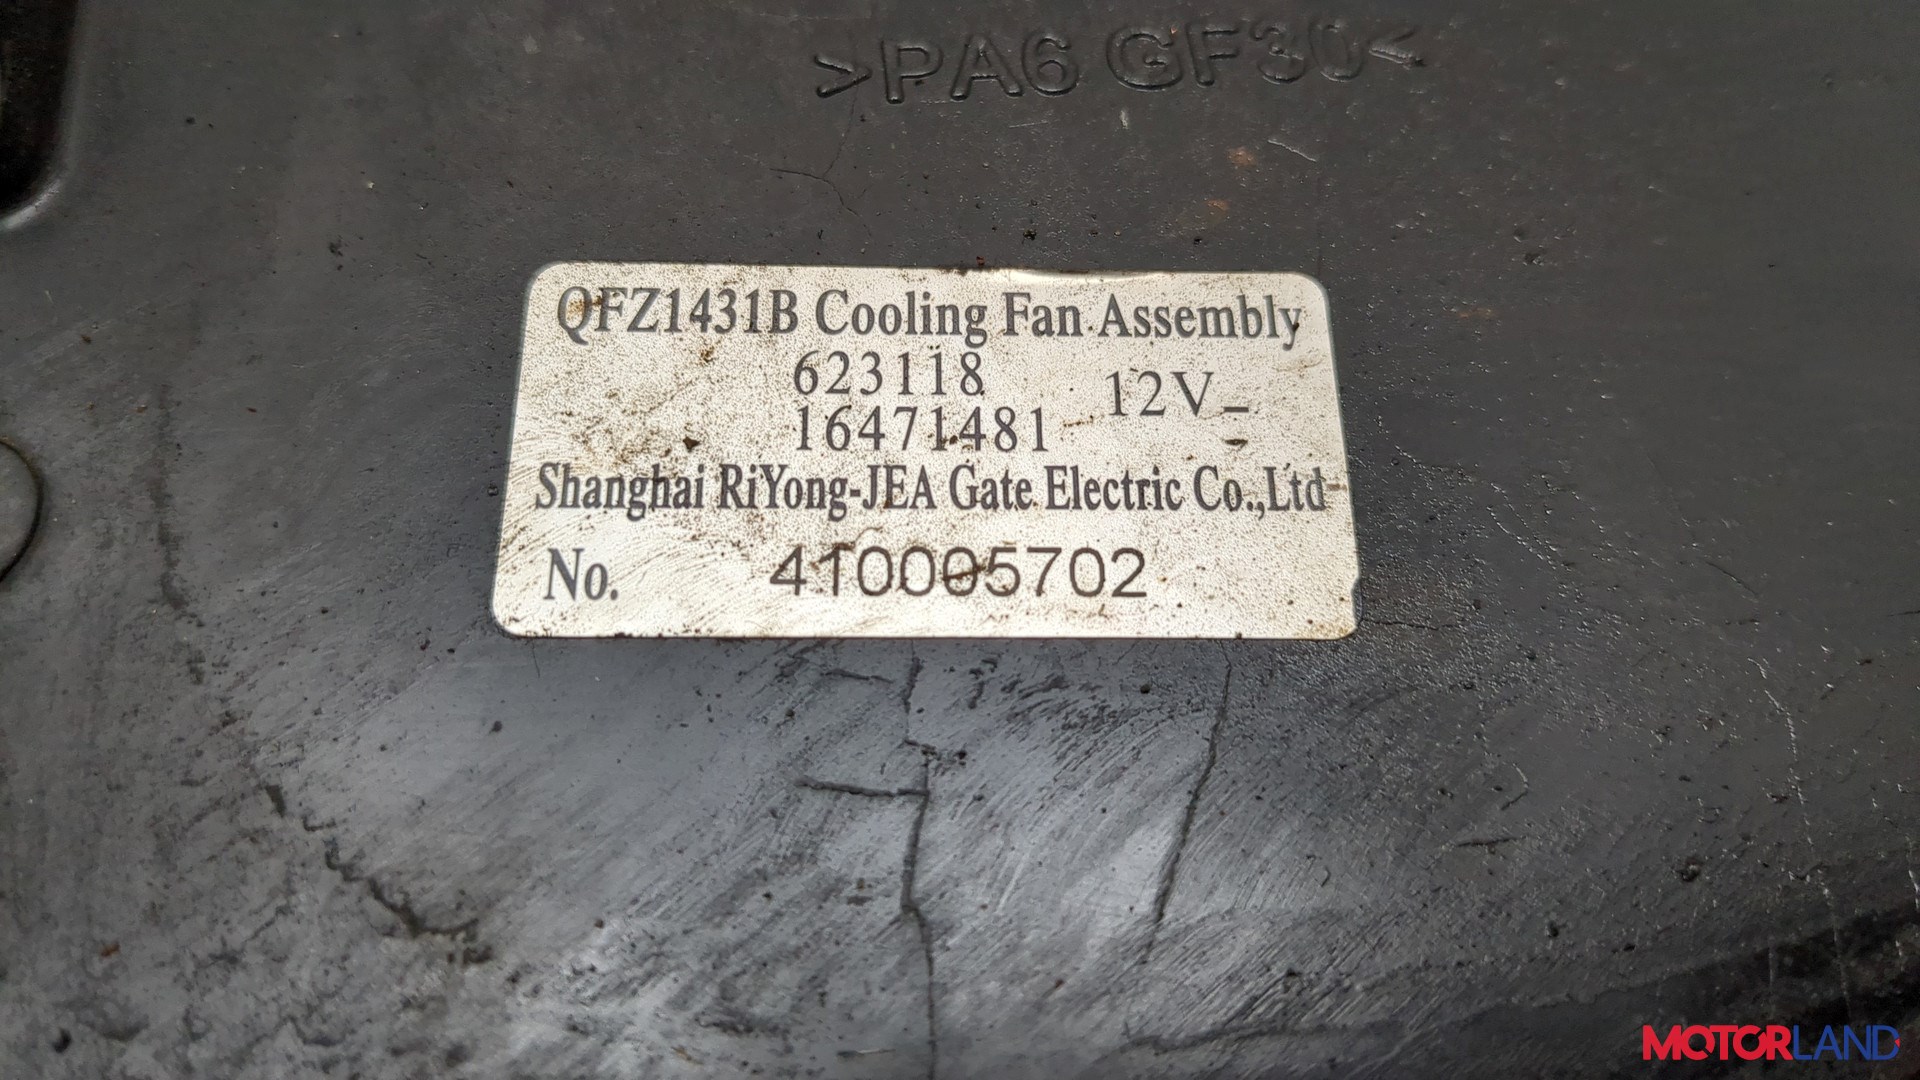 >PA6 GF30<
QFZ1431B Cooling Fan Assembly
623118
12V
16471481
Shanghai RiYong-JEA Gate Electric Co.,Ltd
No. 410005702
MOTORLAND